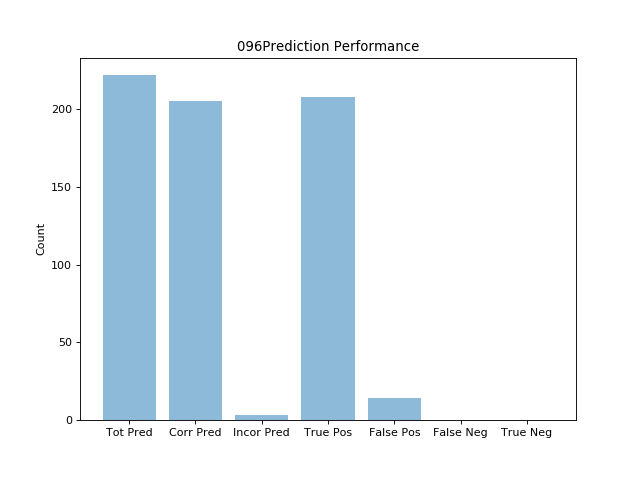 096Prediction Performance
Count
200
150
100
50
0
Tot Pred Corr Pred Incor Pred True Pos False Pos False Neg True Neg